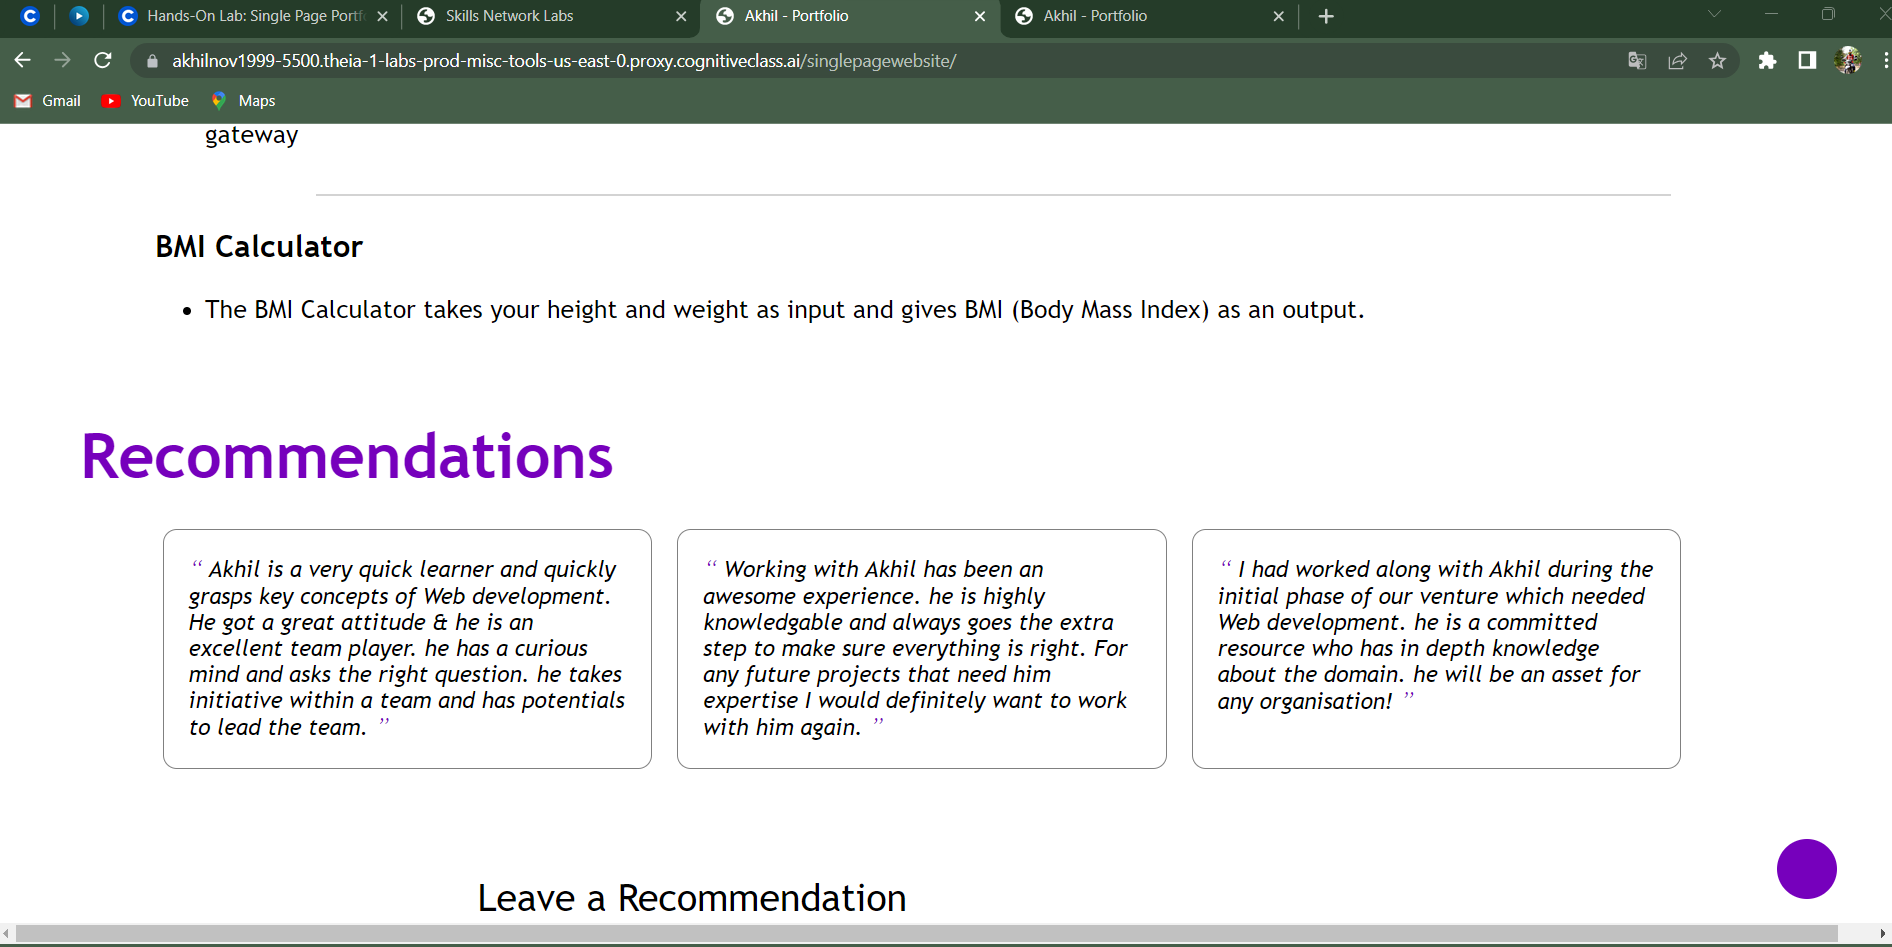 Hands-On Lab: Single Page Portf
Skills Network Labs
Akhil - Portfolio
Akhil - Portfolio
akhilnov1999-5500.theia-1-labs-prod-misc-tools-us-east-0.proxy.cognitiveclass.ai/singlepagewebsite/
Gmail
YouTube
Maps
gateway
BMI Calculator
• The BMI Calculator takes your height and weight as input and gives BMI (Body Mass Index) as an output.
Recommendations
“ Akhil is a very quick learner and quickly
grasps key concepts of Web development.
He got a great attitude & he is an
excellent team player. he has a curious
mind and asks the right question. he takes
initiative within a team and has potentials
to lead the team. ”
“ Working with Akhil has been an
awesome experience. he is highly
knowledgable and always goes the extra
step to make sure everything is right. For
any future projects that need him
expertise I would definitely want to work
with him again. ”
“ I had worked along with Akhil during the
initial phase of our venture which needed
Web development. he is a committed
resource who has in depth knowledge
about the domain. he will be an asset for
any organisation! ”
Leave a Recommendation